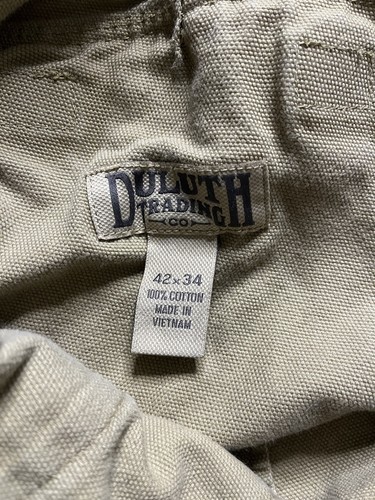 DULUTH
TRADING
CO
42x34
100% COTTON
MADE IN
VIETNAM